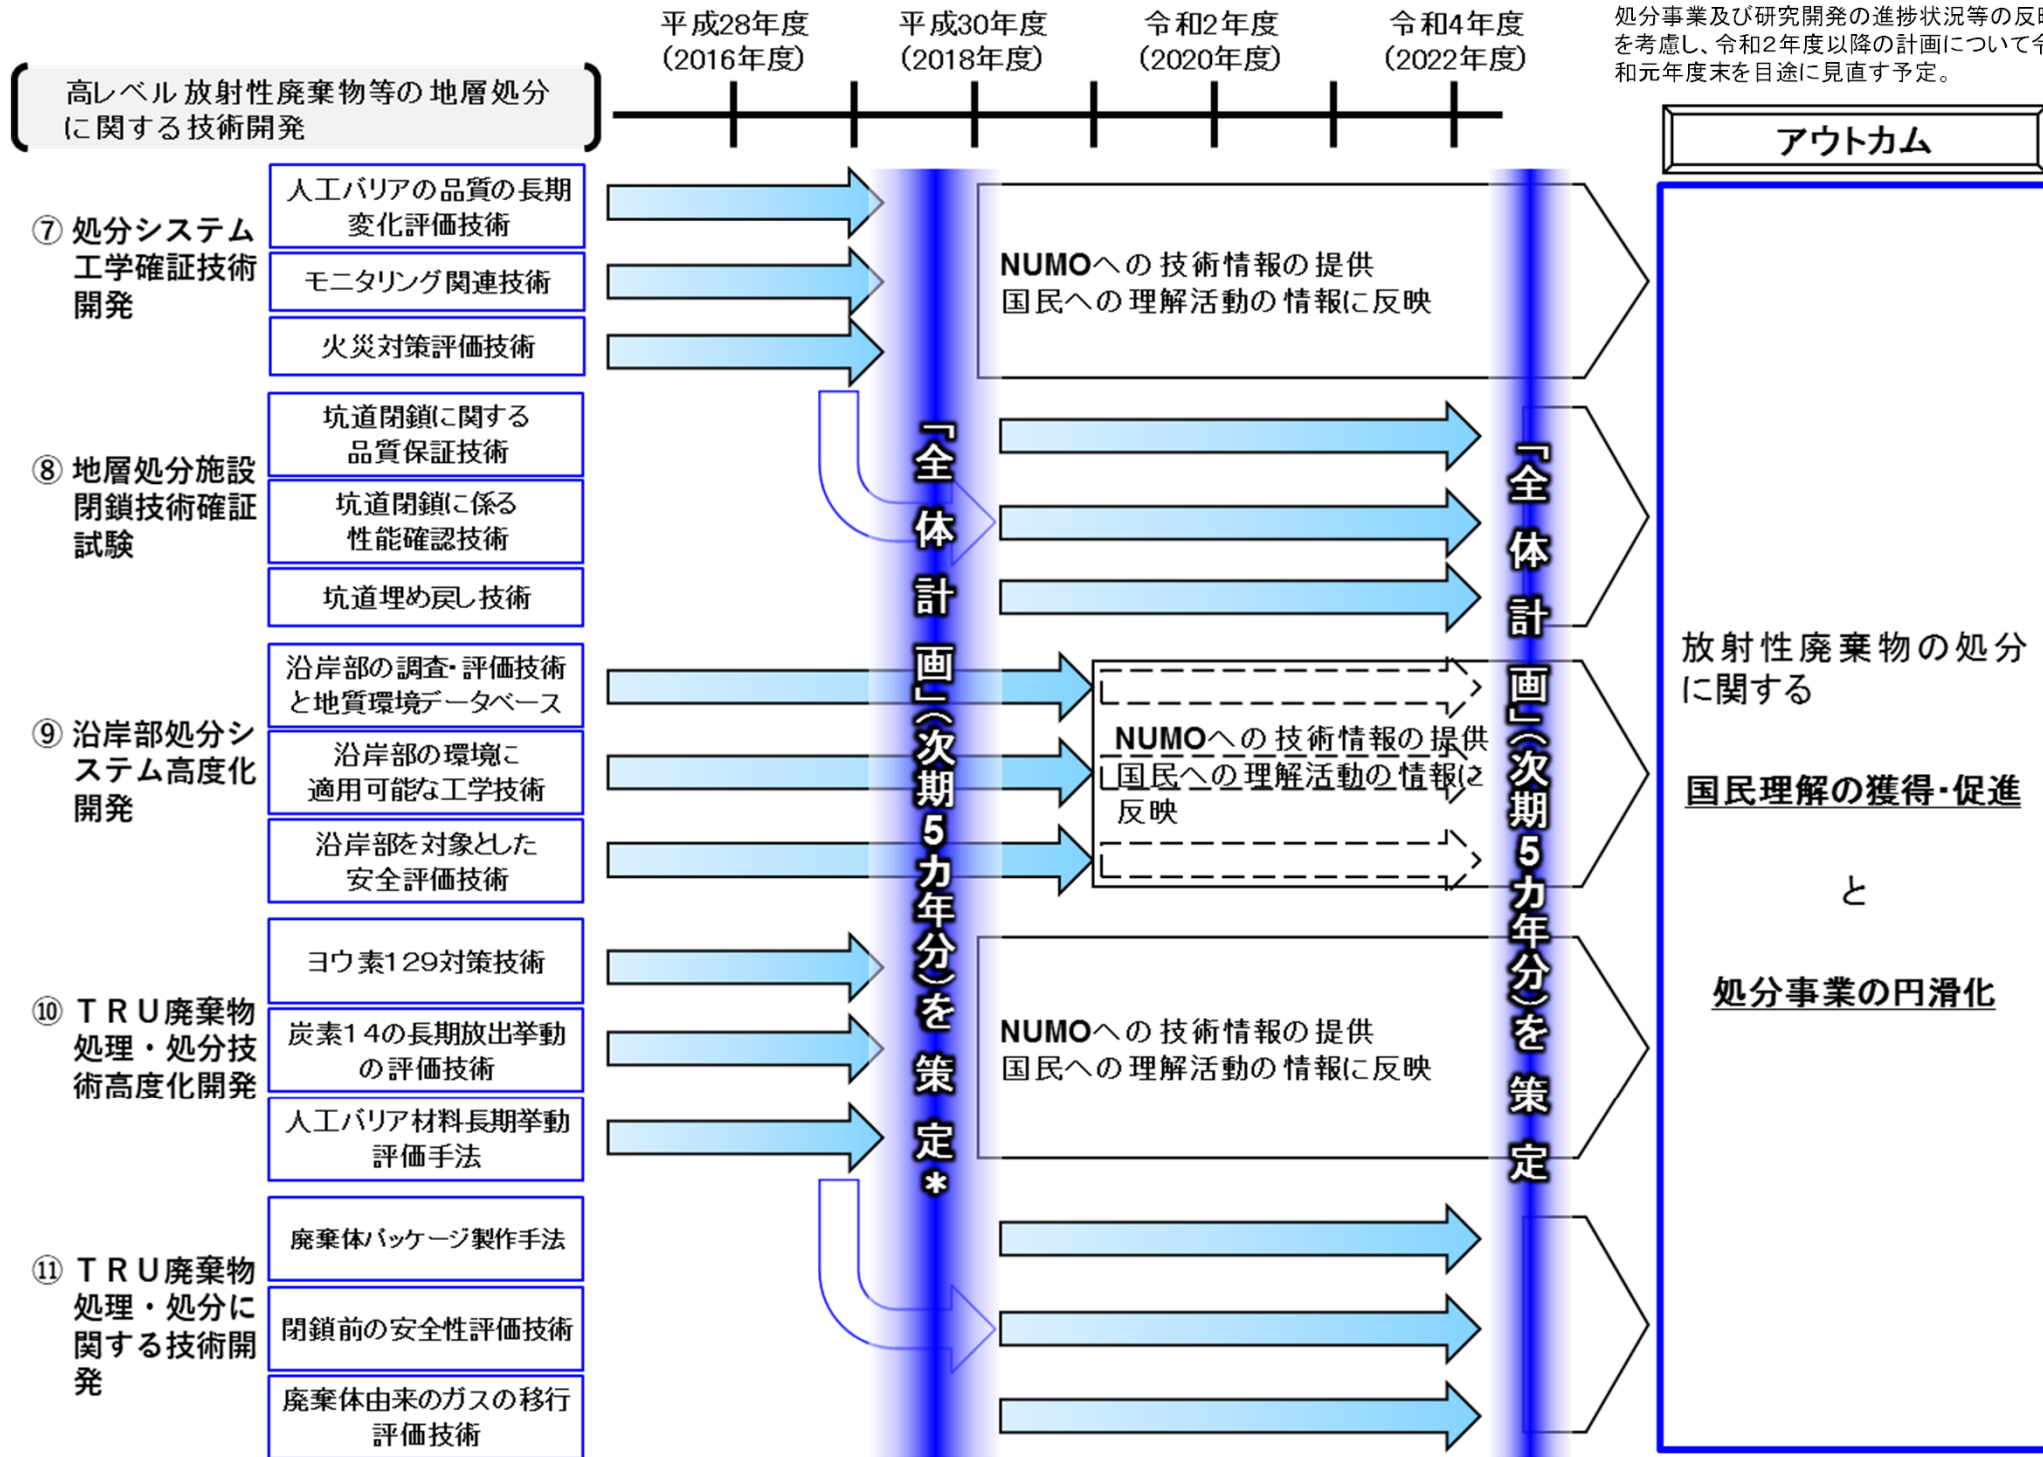 平成28年度
(2016年度)
平成30年度
(2018年度)
令和2年度
(2020年度)
令和4年度
(2022年度)
処分事業及び研究開発の進捗状況等の反
を考慮し、令和2年度以降の計画について
和元年度末を目途に見直す予定。
高レベル放射性廃棄物等の地層処分
に関する技術開発
アウトカム
⑦ 処分システム
工学確証技術
開発
人工バリアの品質の長期
変化評価技術
モニタリング関連技術
火災対策評価技術
NUMOへの技術情報の提供
国民への理解活動の情報に反映
⑧ 地層処分施設
閉鎖技術確証
試験
坑道閉鎖に関する
品質保証技術
坑道閉鎖に係る
性能確認技術
坑道埋め戻し技術
⑨ 沿岸部処分シ
ステム高度化
開発
沿岸部の調査・評価技術
と地質環境データベース
沿岸部の環境に
適用可能な工学技術
沿岸部を対象とした
安全評価技術
NUMOへの技術情報の提供
国民への理解活動の情報に
反映
⑩ TRU廃棄物
処理・処分技
術高度化開発
ヨウ素129対策技術
炭素14の長期放出挙動
の評価技術
人工バリア材料長期挙動
評価手法
NUMOへの技術情報の提供
国民への理解活動の情報に反映
⑪ TRU廃棄物
処理・処分に
関する技術開
発
廃棄体パッケージ製作手法
閉鎖前の安全性評価技術
廃棄体由来のガスの移行
評価技術
「全体計画」(次期5カ年分)を策定*
「全体計画」(次期5カ年分)を策定
放射性廃棄物の処分
に関する
国民理解の獲得・促進
と
処分事業の円滑化